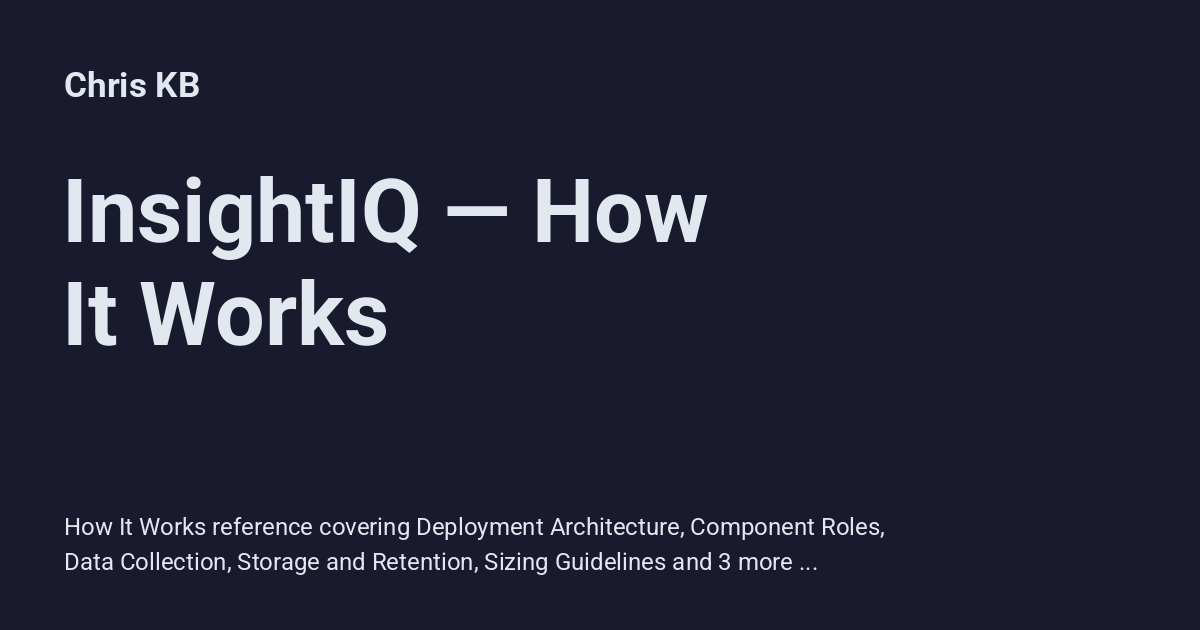 Chris KB
InsightIQ — How
It Works
How It Works reference covering Deployment Architecture, Component Roles,
Data Collection, Storage and Retention, Sizing Guidelines and 3 more ...